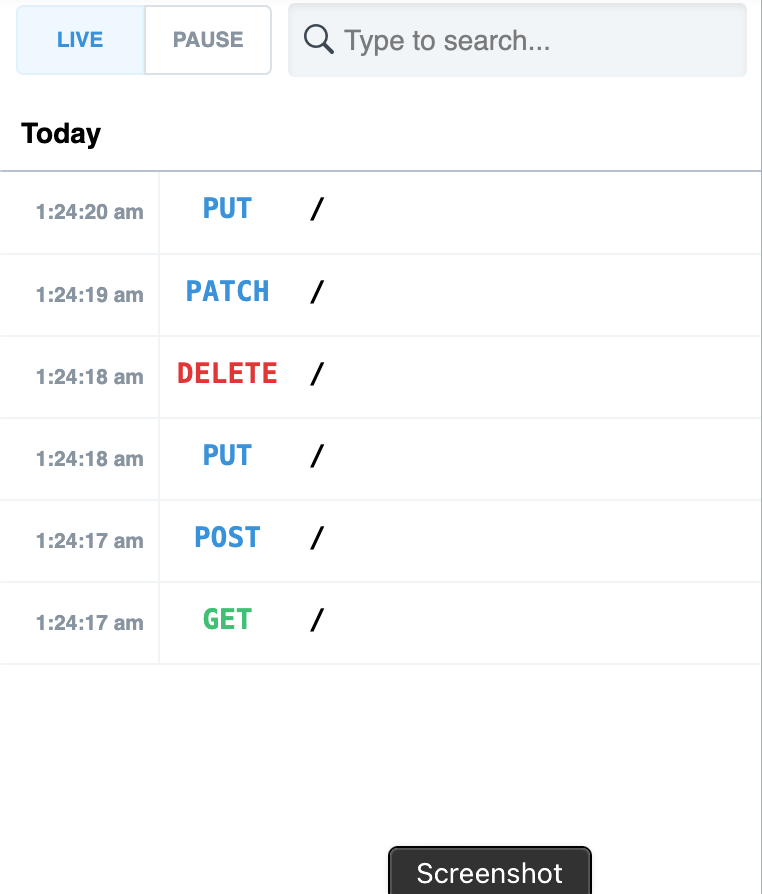 LIVE PAUSE Type to search...
Today
1:24:20 am PUT /
1:24:19 am PATCH /
1:24:18 am DELETE /
1:24:18 am PUT /
1:24:17 am POST /
1:24:17 am GET /
Screenshot